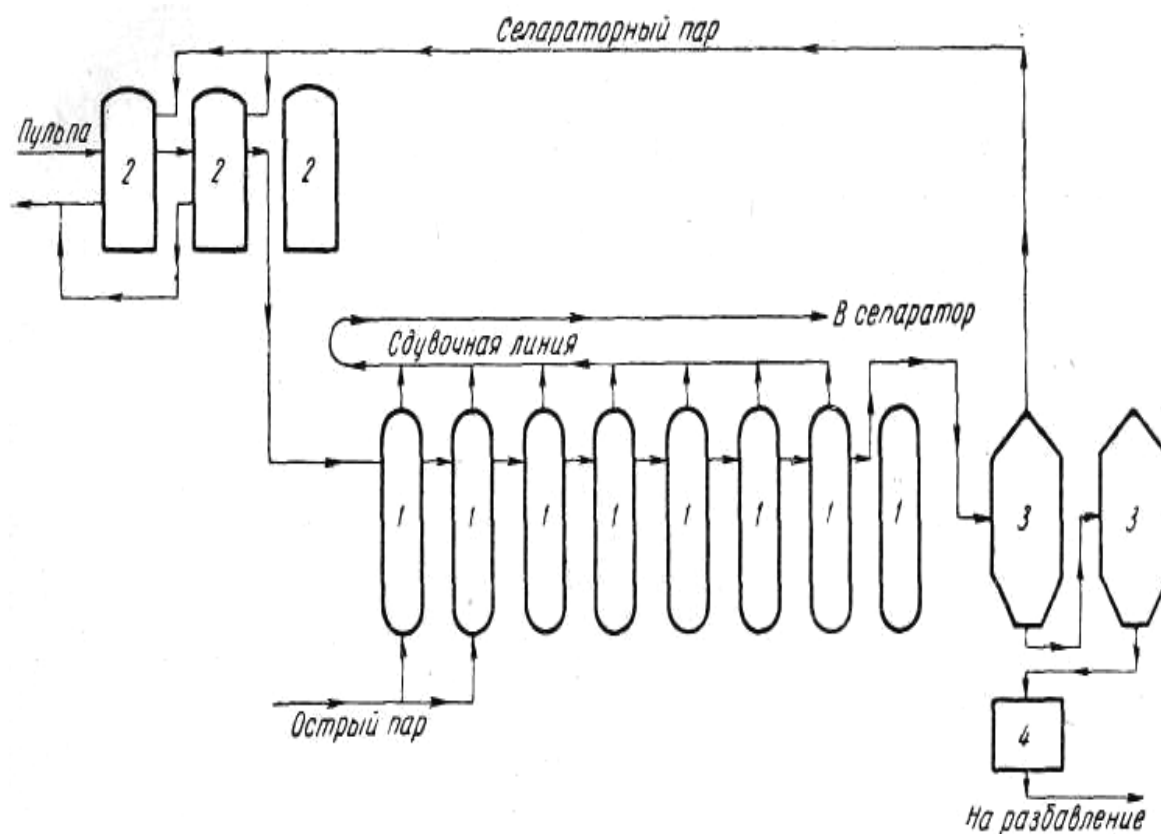 Сепараторный пар
Пульпа
2 2 2
В сепаратор
Сдувочная линия
1 1 1 1 1 1 1 1
3 3
Острый пар
4
На разбавление